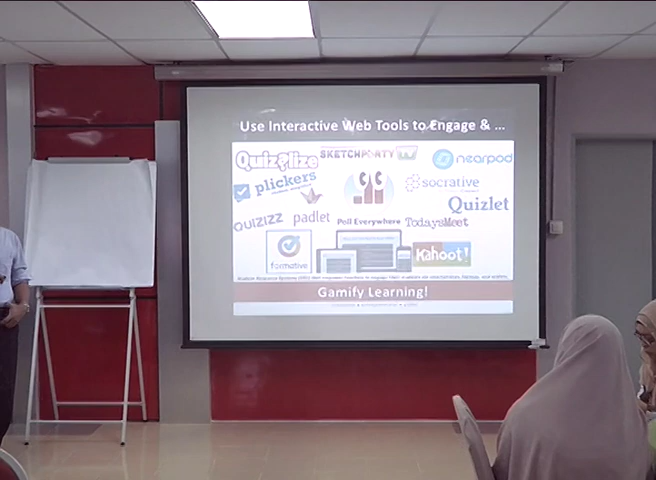 Use Interactive Web Tools to Engage & ...
Quizalize SKETCHPARTY TV nearpod
plickers socrative
Quizlet
QUIZIZZ padlet Poll Everywhere TodaysMeet
formative Kahoot!
Gamify Learning!